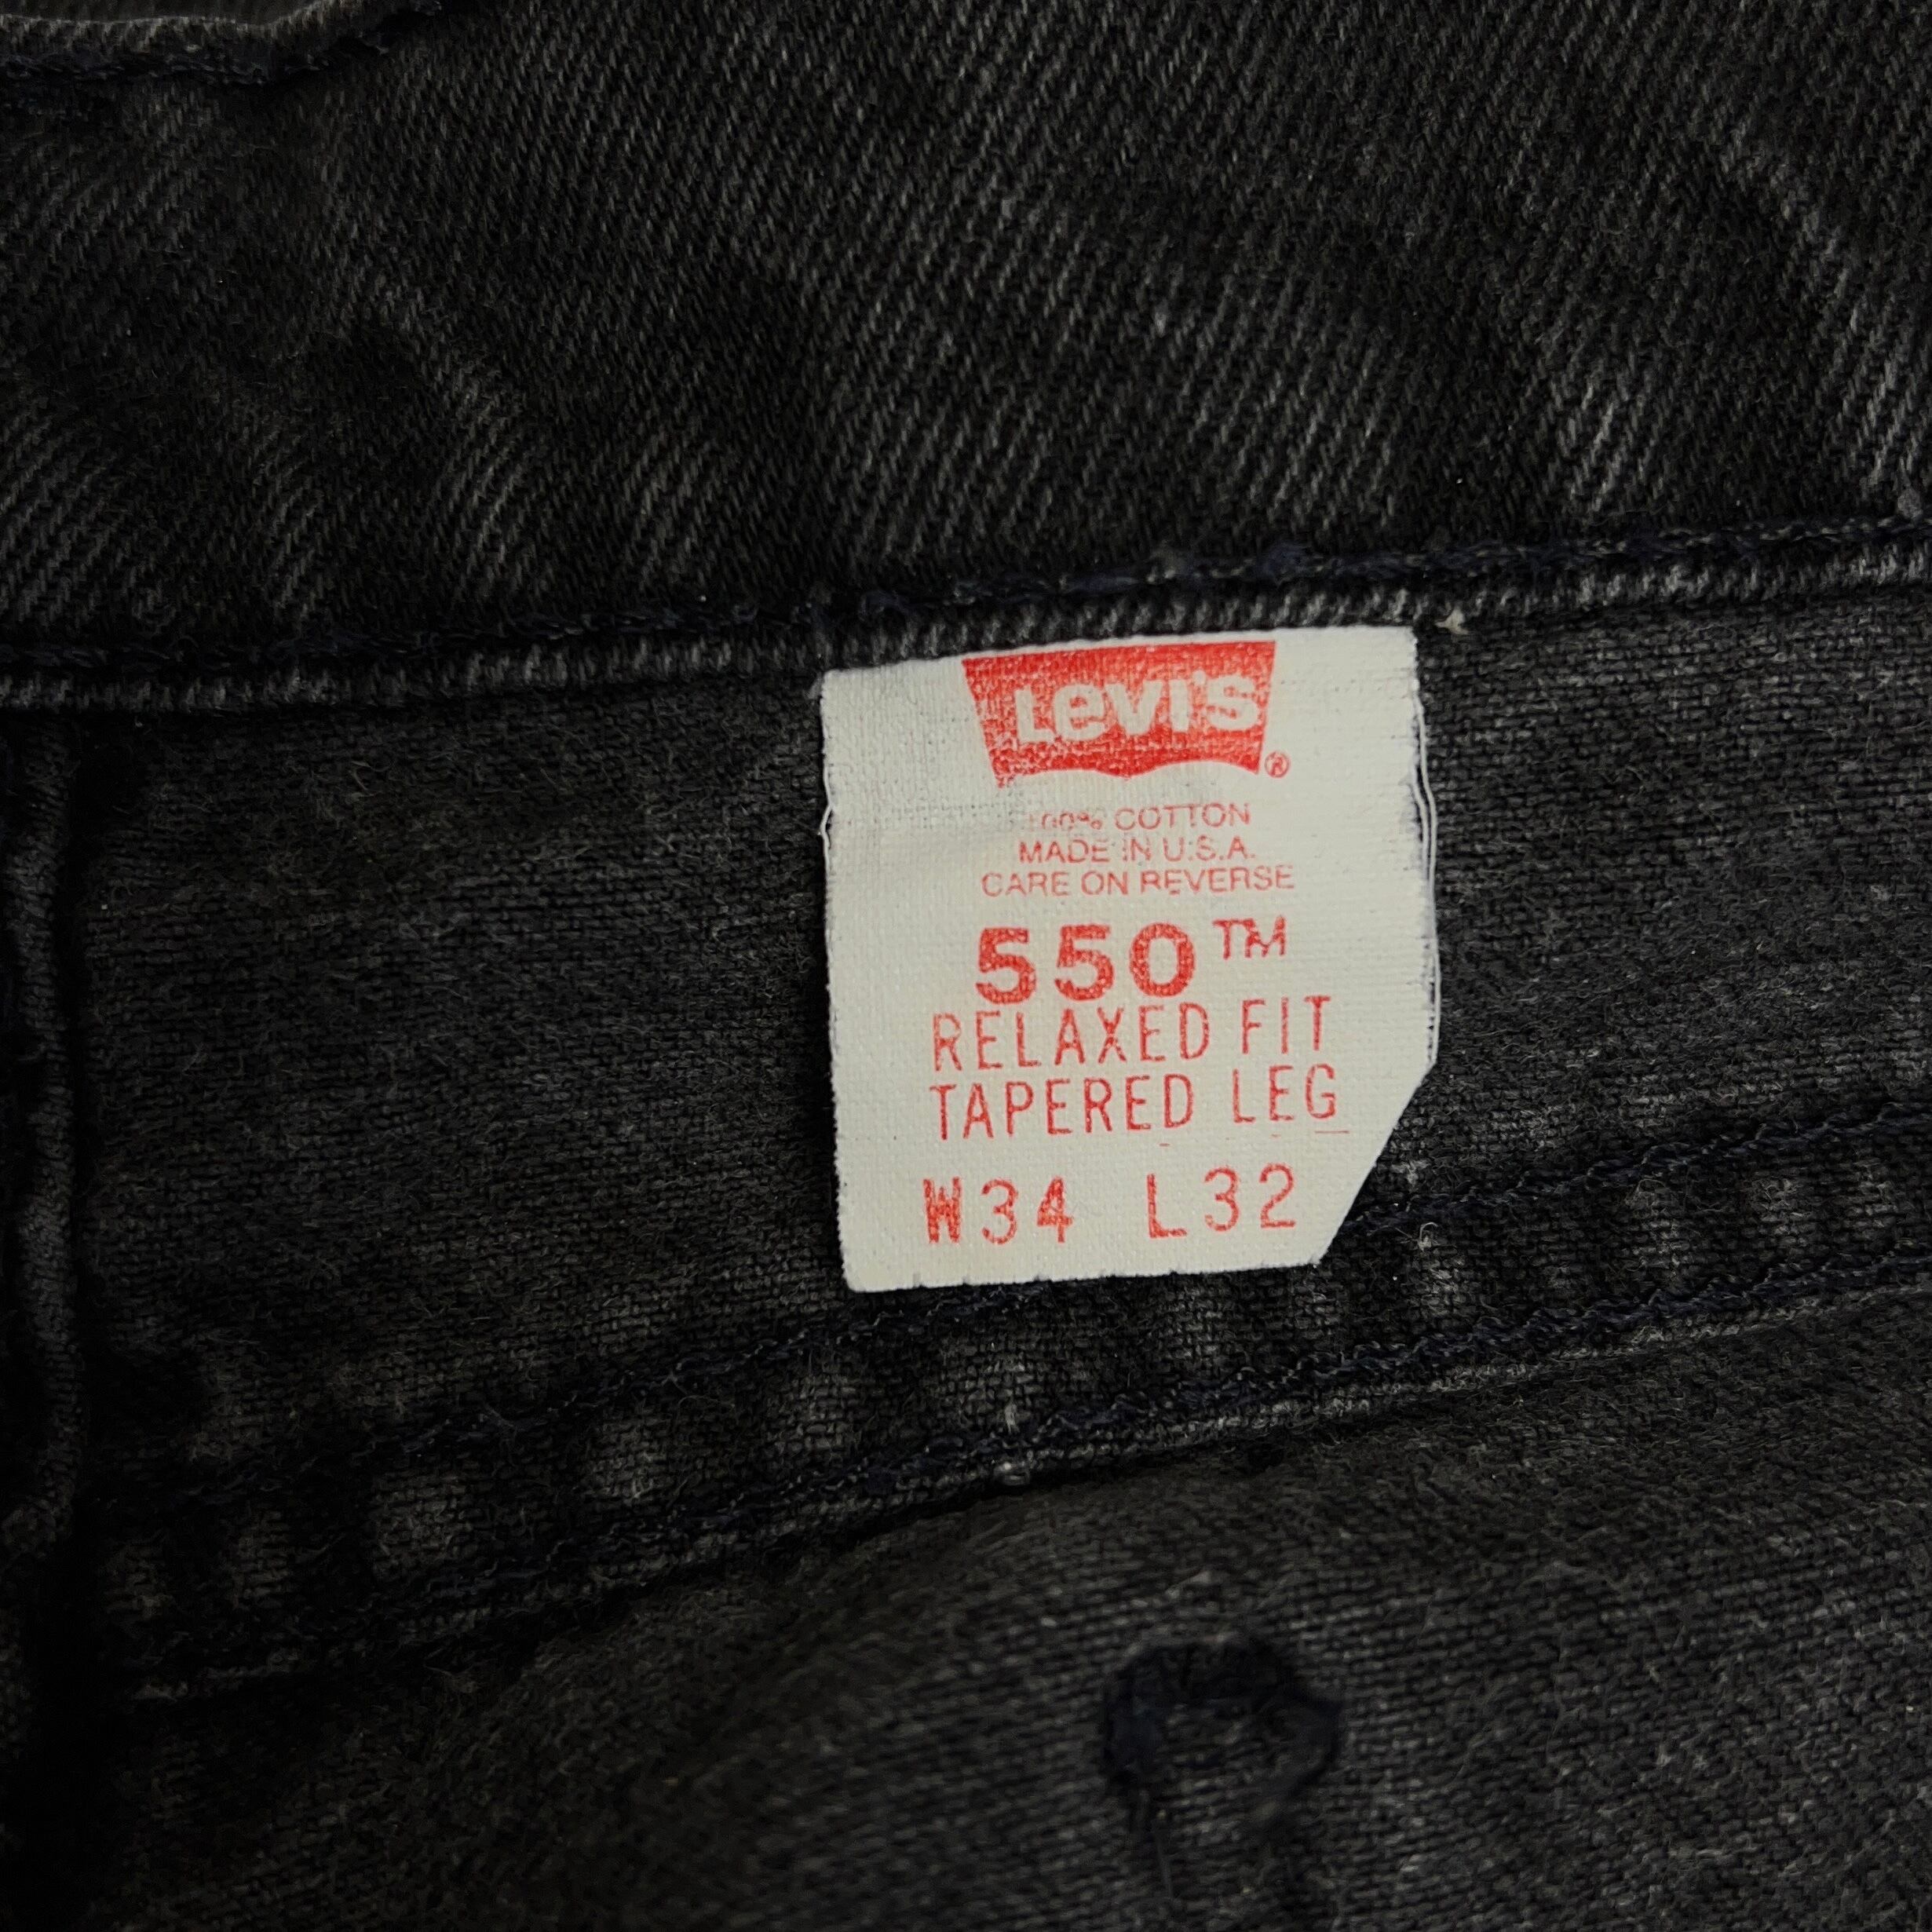 Levi's ®
100% COTTON
MADE IN U.S.A.
CARE ON REVERSE
550™
RELAXED FIT
TAPERED LEG
W34 L32